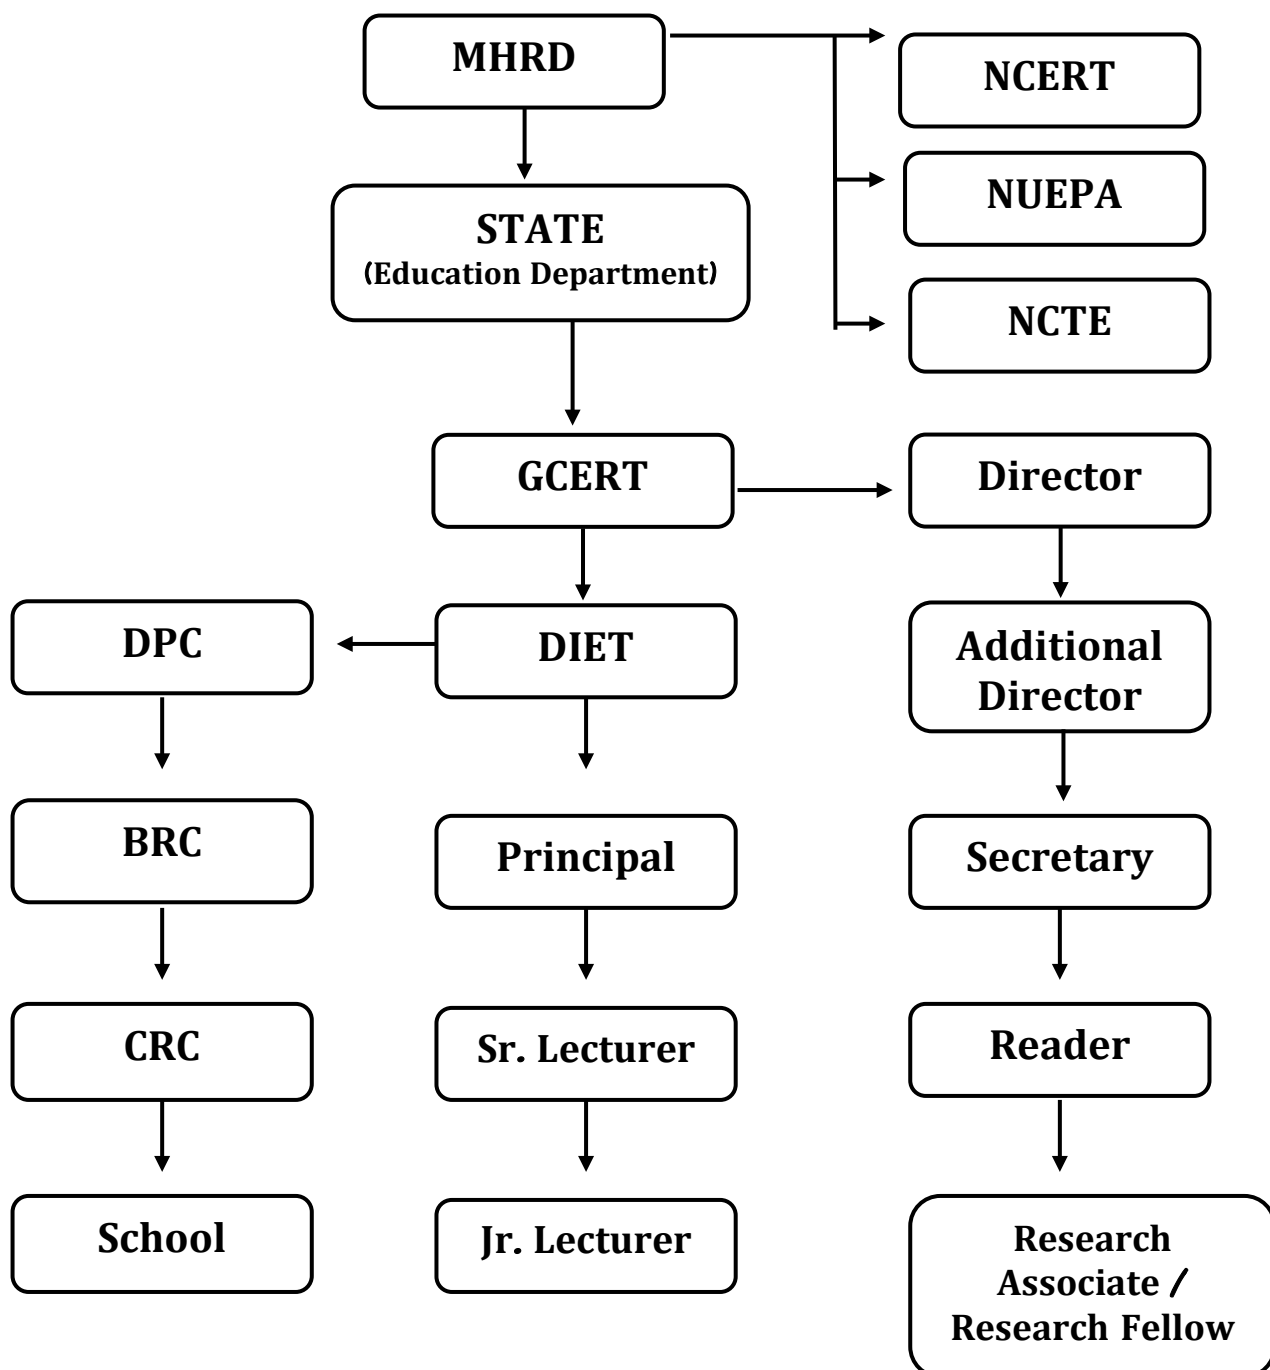 MHRD
NCERT
NUEPA
STATE
(Education Department)
NCTE
GCERT
Director
DPC
DIET
Additional
Director
BRC
Principal
Secretary
CRC
Sr. Lecturer
Reader
School
Jr. Lecturer
Research
Associate /
Research Fellow